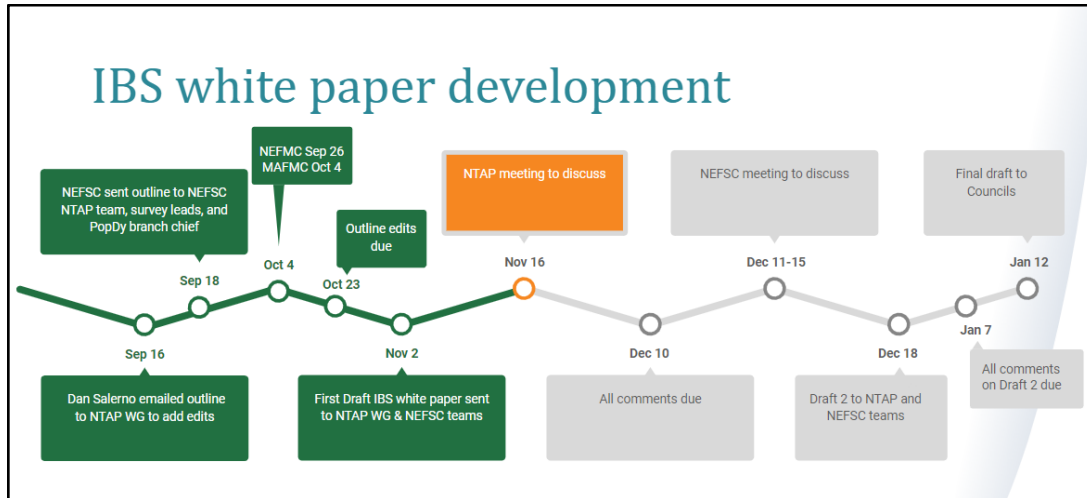 IBS white paper development
NEFSC sent outline to NEFSC
NTAP team, survey leads, and
PopDy branch chief
Sep 18
NEFMC Sep 26
MAFMC Oct 4
Oct 4
Outline edits
due
Oct 23
NTAP meeting to discuss
Nov 16
NEFSC meeting to discuss
Dec 11-15
Final draft to
Councils
Jan 12
Sep 16
Dan Salerno emailed outline
to NTAP WG to add edits
Nov 2
First Draft IBS white paper sent
to NTAP WG & NEFSC teams
Dec 10
All comments due
Dec 18
Draft 2 to NTAP and
NEFSC teams
Jan 7
All comments
on Draft 2 due